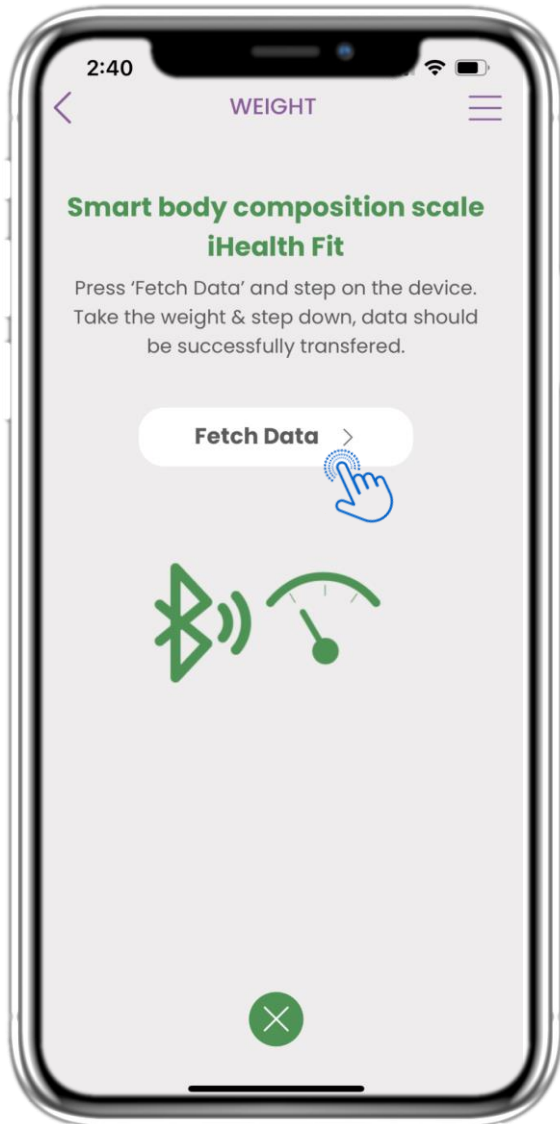 2:40
WEIGHT
Smart body composition scale
iHealth Fit
Press ‘Fetch Data’ and step on the device.
Take the weight & step down, data should
be successfully transfered.
Fetch Data